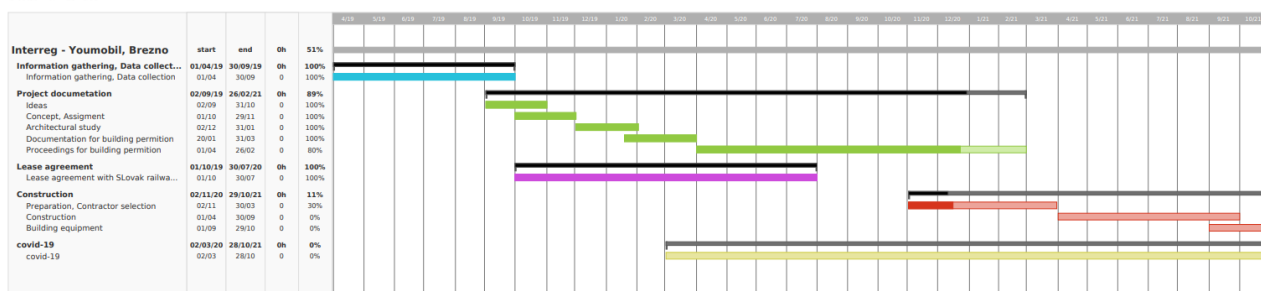 4/19 5/19 6/19 7/19 8/19 9/19 10/19 11/19 12/19 1/20 2/20 3/20 4/20 5/20 6/20 7/20 8/20 9/20 10/20 11/20 12/20 1/21 2/21 3/21 4/21 5/21 6/21 7/21 8/21 9/21 10/21
Interreg - Youmobil, Brezno start end 0h 51%
Information gathering, Data collect... 01/04/19 30/09/19 0h 100%
Information gathering, Data collection 01/04 30/09 0 100%
Project documetation 02/09/19 26/02/21 0h 89%
Ideas 02/09 31/10 0 100%
Concept, Assigment 01/10 29/11 0 100%
Architectural study 02/12 31/01 0 100%
Documentation for building permition 20/01 31/03 0 100%
Proceedings for building permition 01/04 26/02 0 80%
Lease agreement 01/10/19 30/07/20 0h 100%
Lease agreement with SLovak railwa... 01/10 30/07 0 100%
Construction 02/11/20 29/10/21 0h 11%
Preparation, Contractor selection 02/11 30/03 0 30%
Construction 01/04 30/09 0 0%
Building equipment 01/09 29/10 0 0%
covid-19 02/03/20 28/10/21 0h 0%
covid-19 02/03 28/10 0 0%